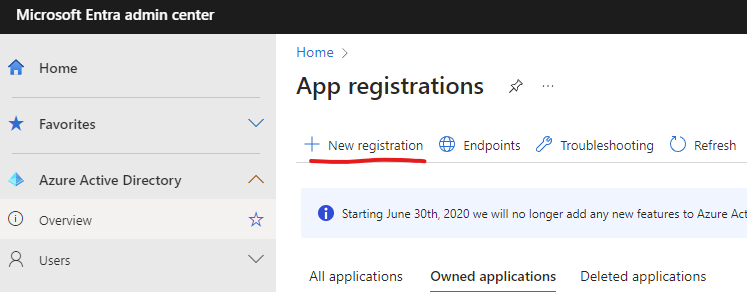 Microsoft Entra admin center
Home
Favorites
Azure Active Directory
Overview
Users
Home >
App registrations
New registration Endpoints Troubleshooting Refresh
Starting June 30th, 2020 we will no longer add any new features to Azure Act
All applications Owned applications Deleted applications